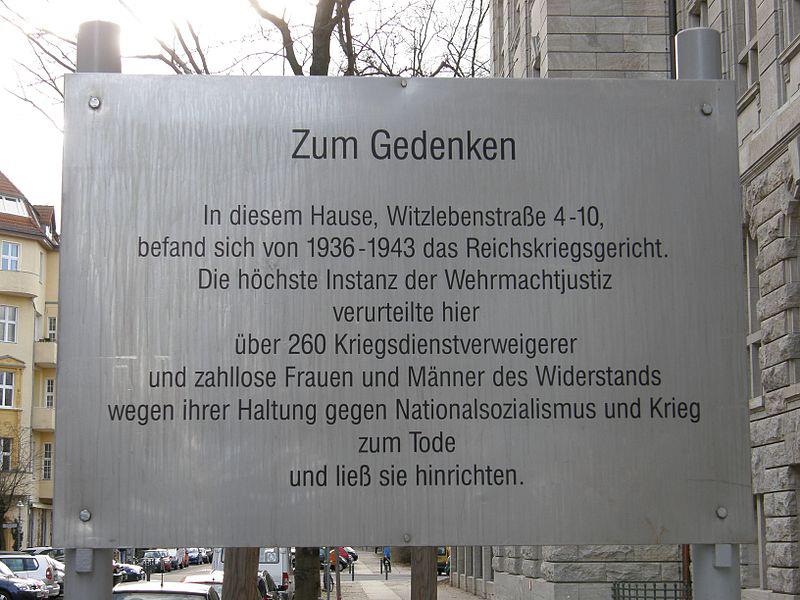 Zum Gedenken
In diesem Hause, Witzlebenstraße 4-10,
befand sich von 1936-1943 das Reichskriegsgericht.
Die höchste Instanz der Wehrmachtjustiz
verurteilte hier
über 260 Kriegsdienstverweigerer
und zahllose Frauen und Männer des Widerstands
wegen ihrer Haltung gegen Nationalsozialismus und Krieg
zum Tode
und ließ sie hinrichten.